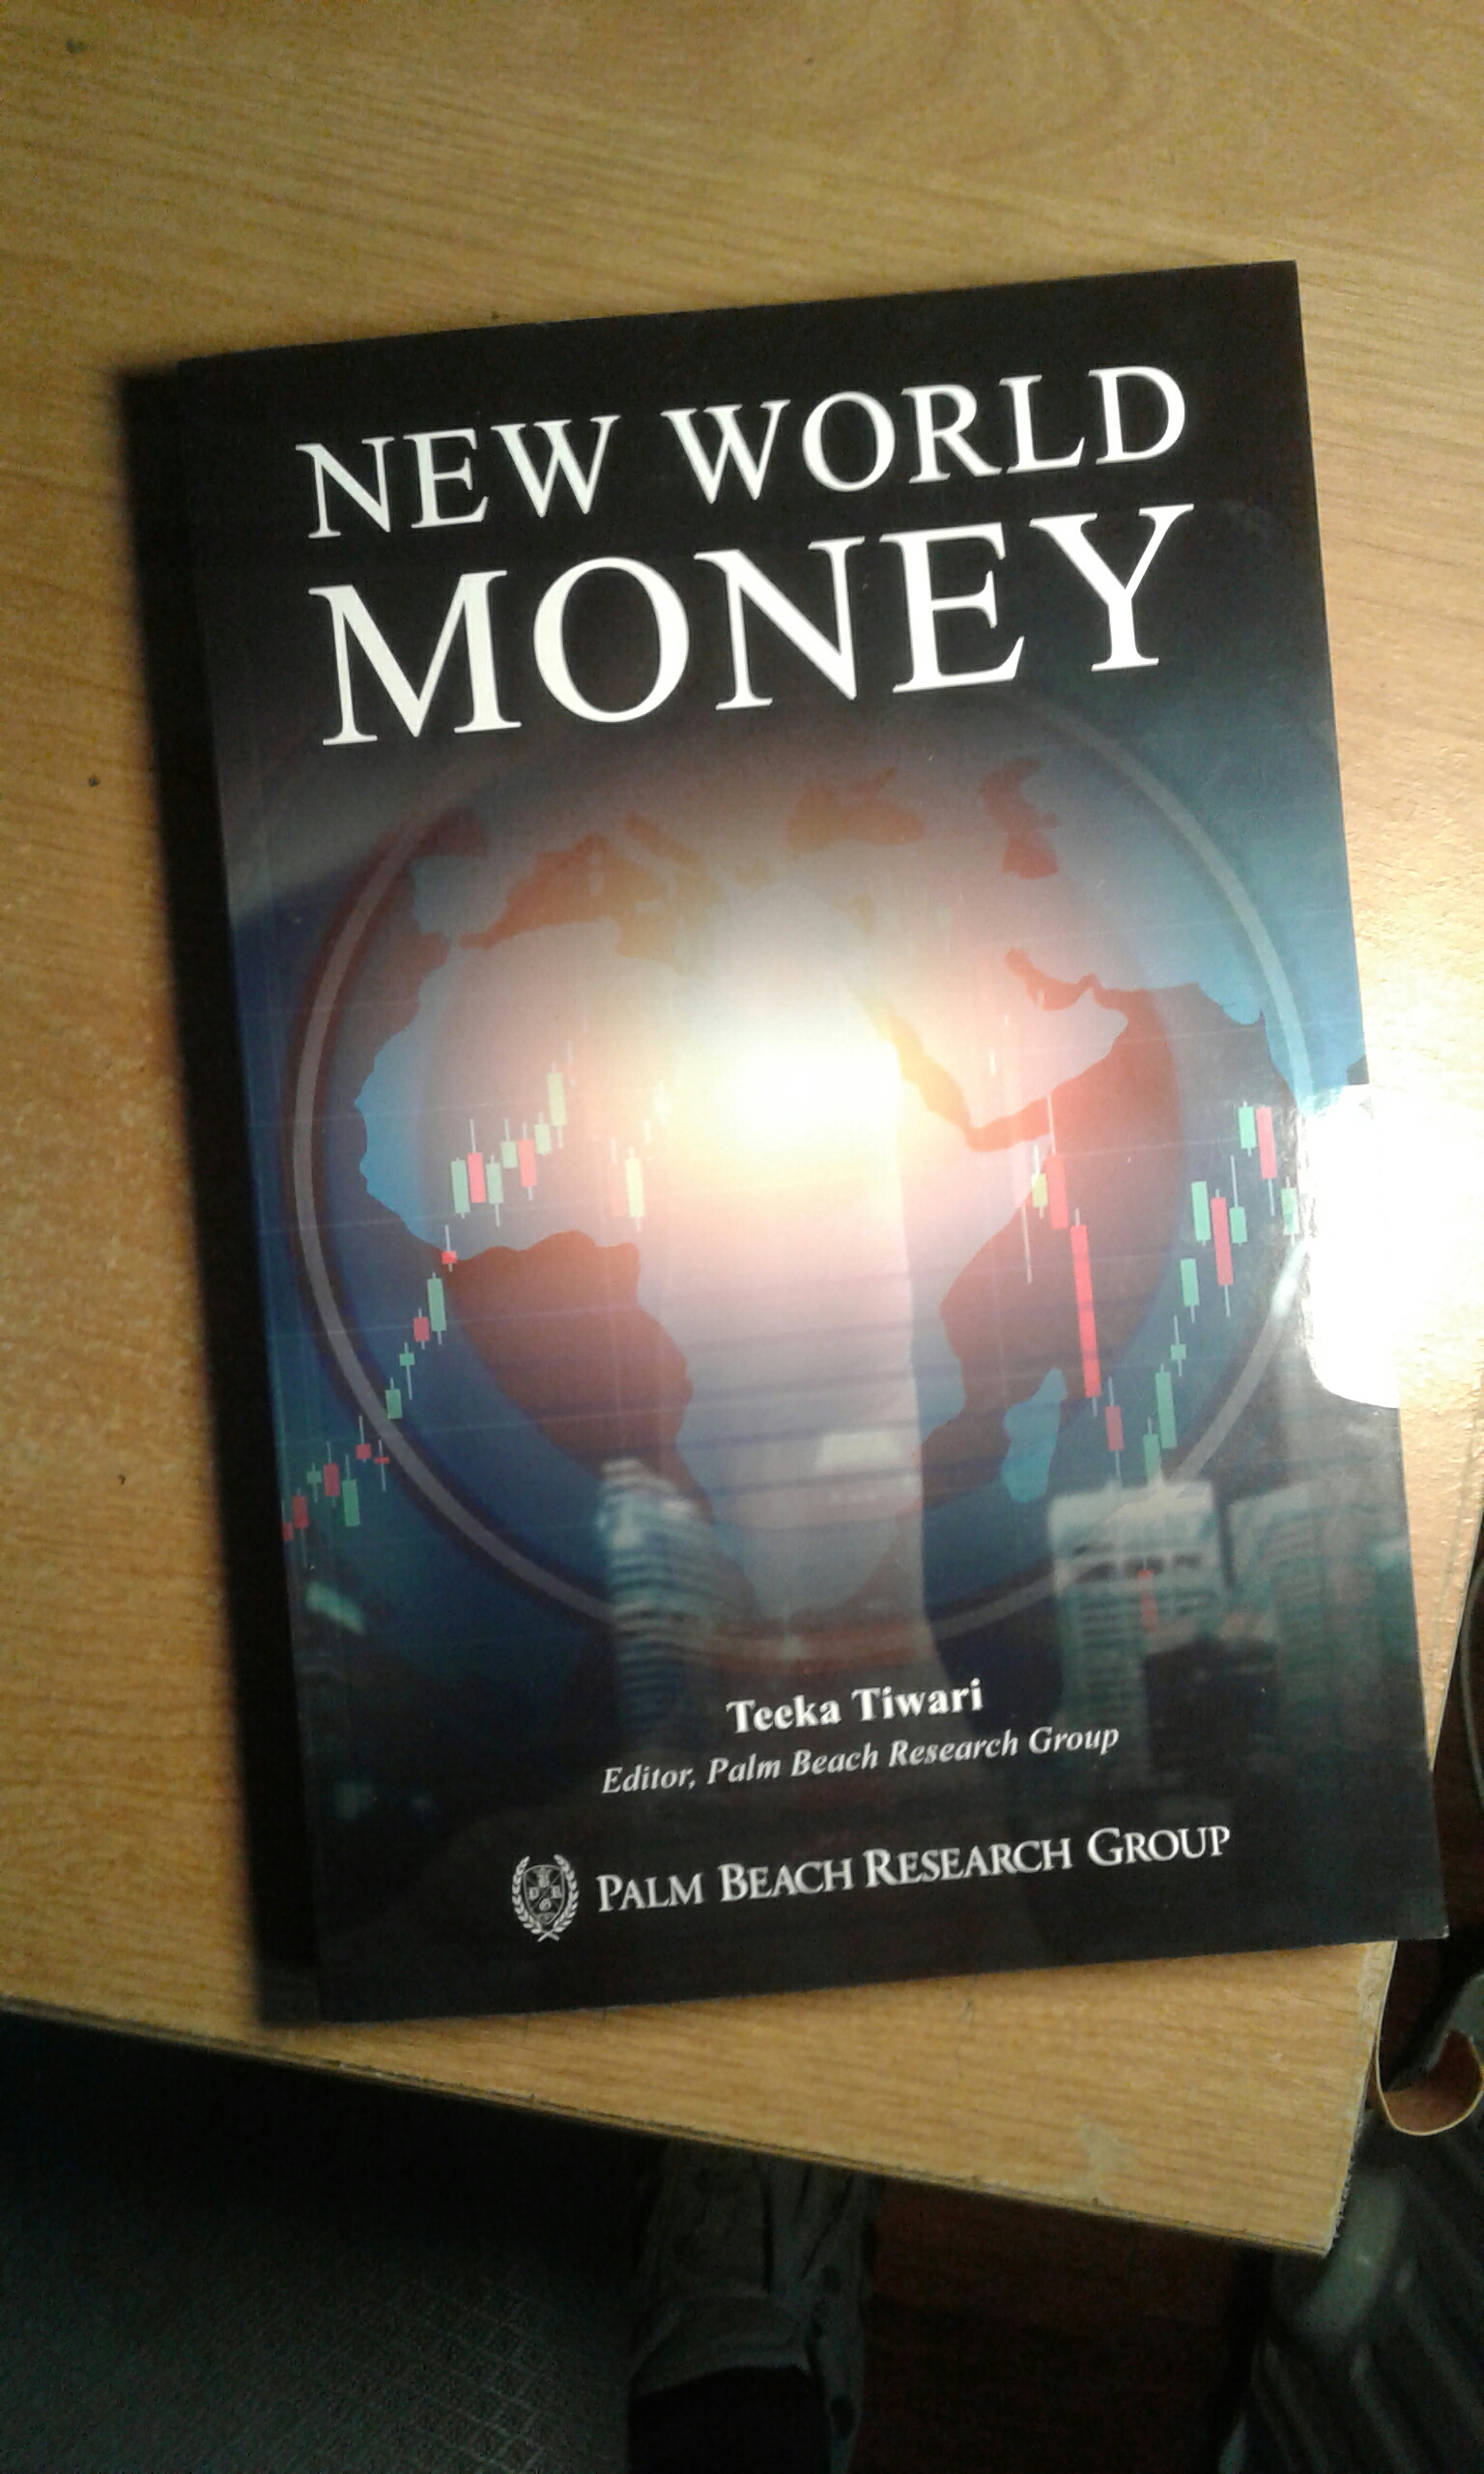 NEW WORLD
MONEY
Teeka Tiwari
Editor, Palm Beach Research Group
PALM BEACH RESEARCH GROUP